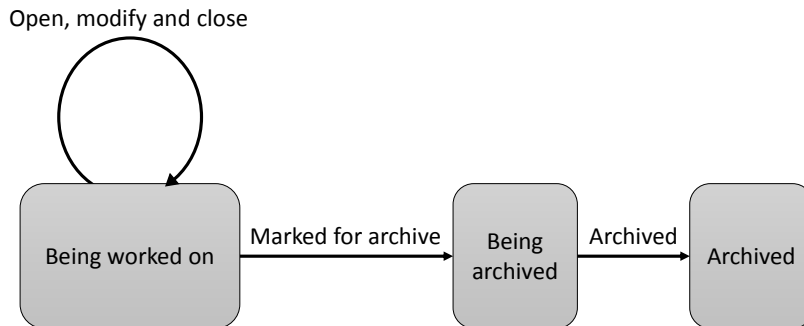 Open, modify and close
Being worked on
Marked for archive
Being
archived
Archived
Archived